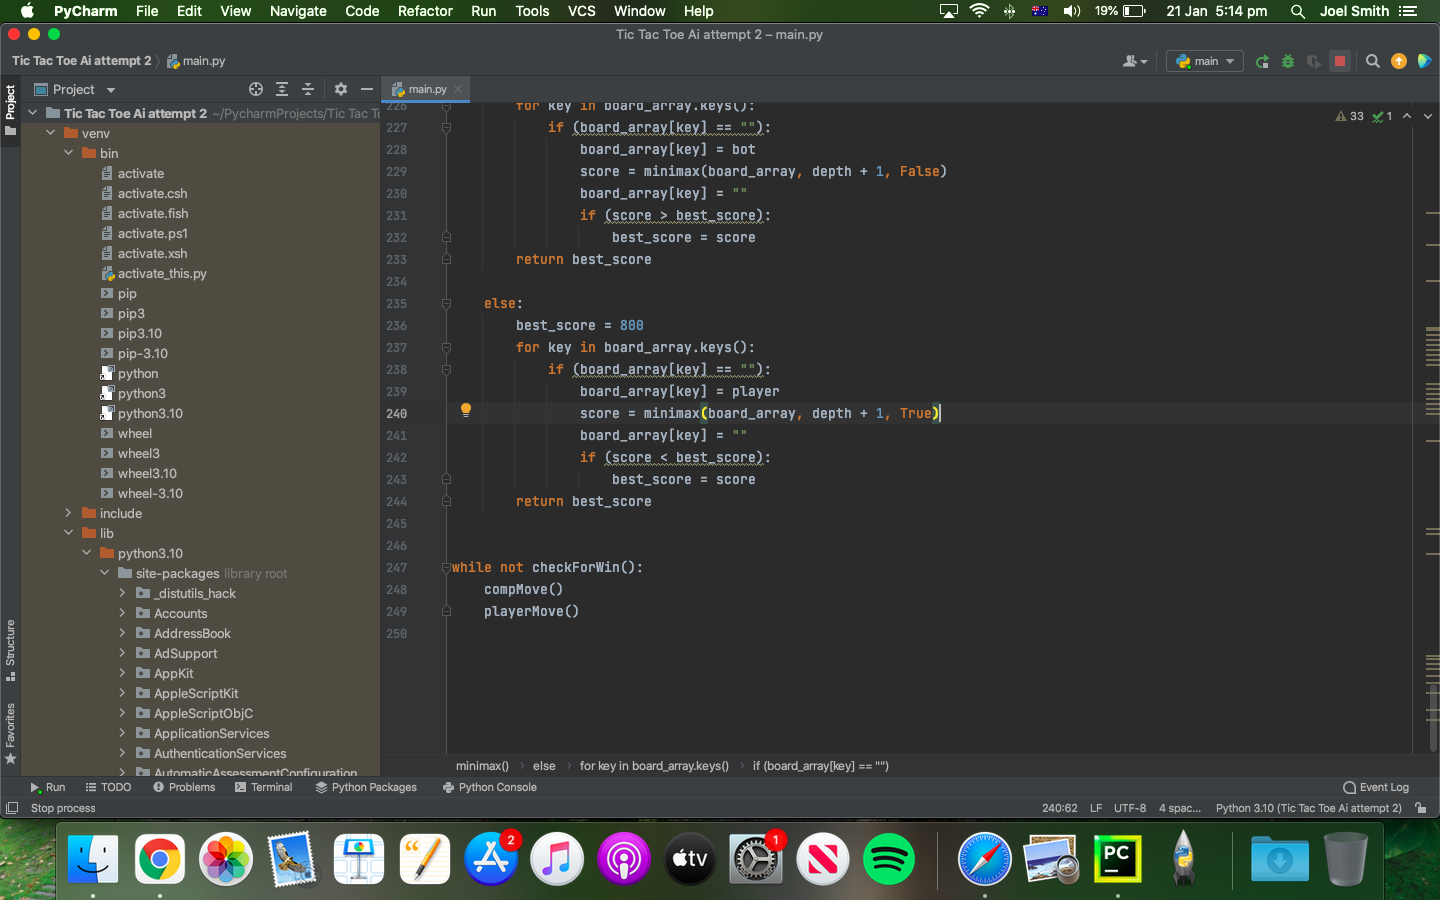 PyCharm File Edit View Navigate Code Refactor Run Tools VCS Window Help 19% 21 Jan 5:14 pm Joel Smith
Tic Tac Toe Ai attempt 2 – main.py
Tic Tac Toe Ai attempt 2 main.py main
Project
Project
main.py
Tic Tac Toe Ai attempt 2 ~/PycharmProjects/Tic Tac To
venv
bin
activate
activate.csh
activate.fish
activate.ps1
activate.xsh
activate_this.py
pip
pip3
pip3.10
pip-3.10
python
python3
python3.10
wheel
wheel3
wheel3.10
wheel-3.10
include
lib
python3.10
site-packages library root
_distutils_hack
Accounts
AddressBook
AdSupport
AppKit
AppleScriptKit
AppleScriptObjC
ApplicationServices
AuthenticationServices
AutomaticAssessmentConfiguration
Structure
Favorites
33 1
226 for key in board_array.keys():
227 if (board_array[key] == ""):
228 board_array[key] = bot
229 score = minimax(board_array, depth + 1, False)
230 board_array[key] = ""
231 if (score > best_score):
232 best_score = score
233 return best_score
234
235 else:
236 best_score = 800
237 for key in board_array.keys():
238 if (board_array[key] == ""):
239 board_array[key] = player
240 score = minimax(board_array, depth + 1, True)
241 board_array[key] = ""
242 if (score < best_score):
243 best_score = score
244 return best_score
245
246
247 while not checkForWin():
248 compMove()
249 playerMove()
250
minimax() else for key in board_array.keys() if (board_array[key] == "")
Run TODO Problems Terminal Python Packages Python Console Event Log
Stop process 240:62 LF UTF-8 4 spac... Python 3.10 (Tic Tac Toe Ai attempt 2)
2 tv 1 PC